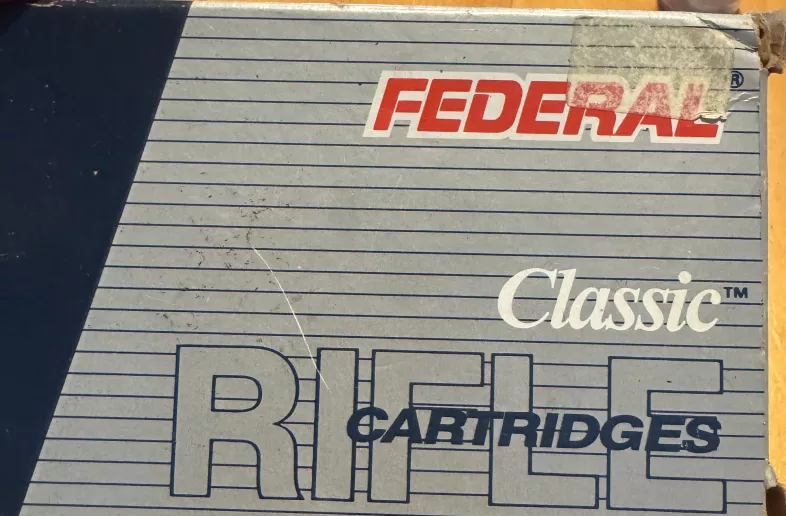 FEDERAL®
Classic™
RIFLE
CARTRIDGES